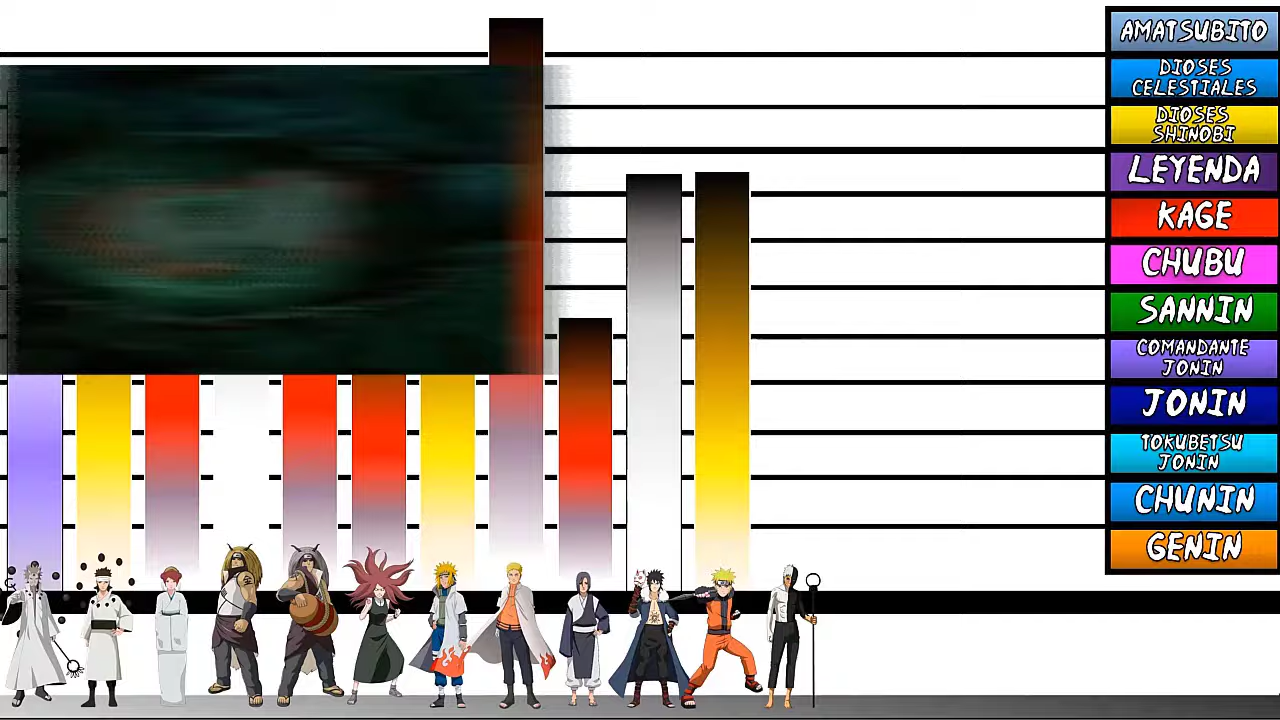 AMATSUBITO
DIOSES
CELESTIALES
DIOSES
SHINOBI
LEYENDA
KAGE
CHUBU
SANNIN
COMANDANTE
JONIN
JONIN
TOKUBETSU
JONIN
CHUNIN
GENIN